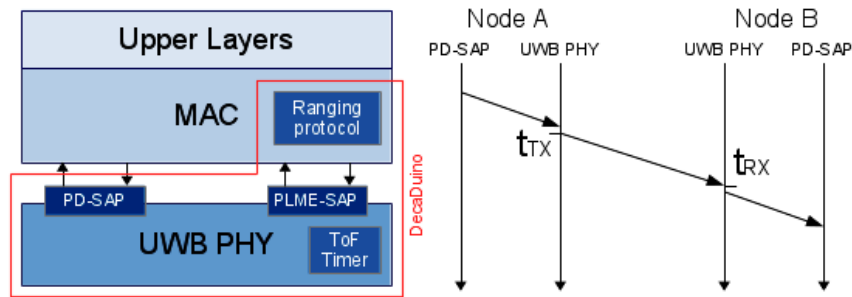 Upper Layers
MAC
Ranging
protocol
PD-SAP
PLME-SAP
UWB PHY
ToF
Timer
DecaDuino
Node A
Node B
PD-SAP UWB PHY UWB PHY PD-SAP
tTX
tRX